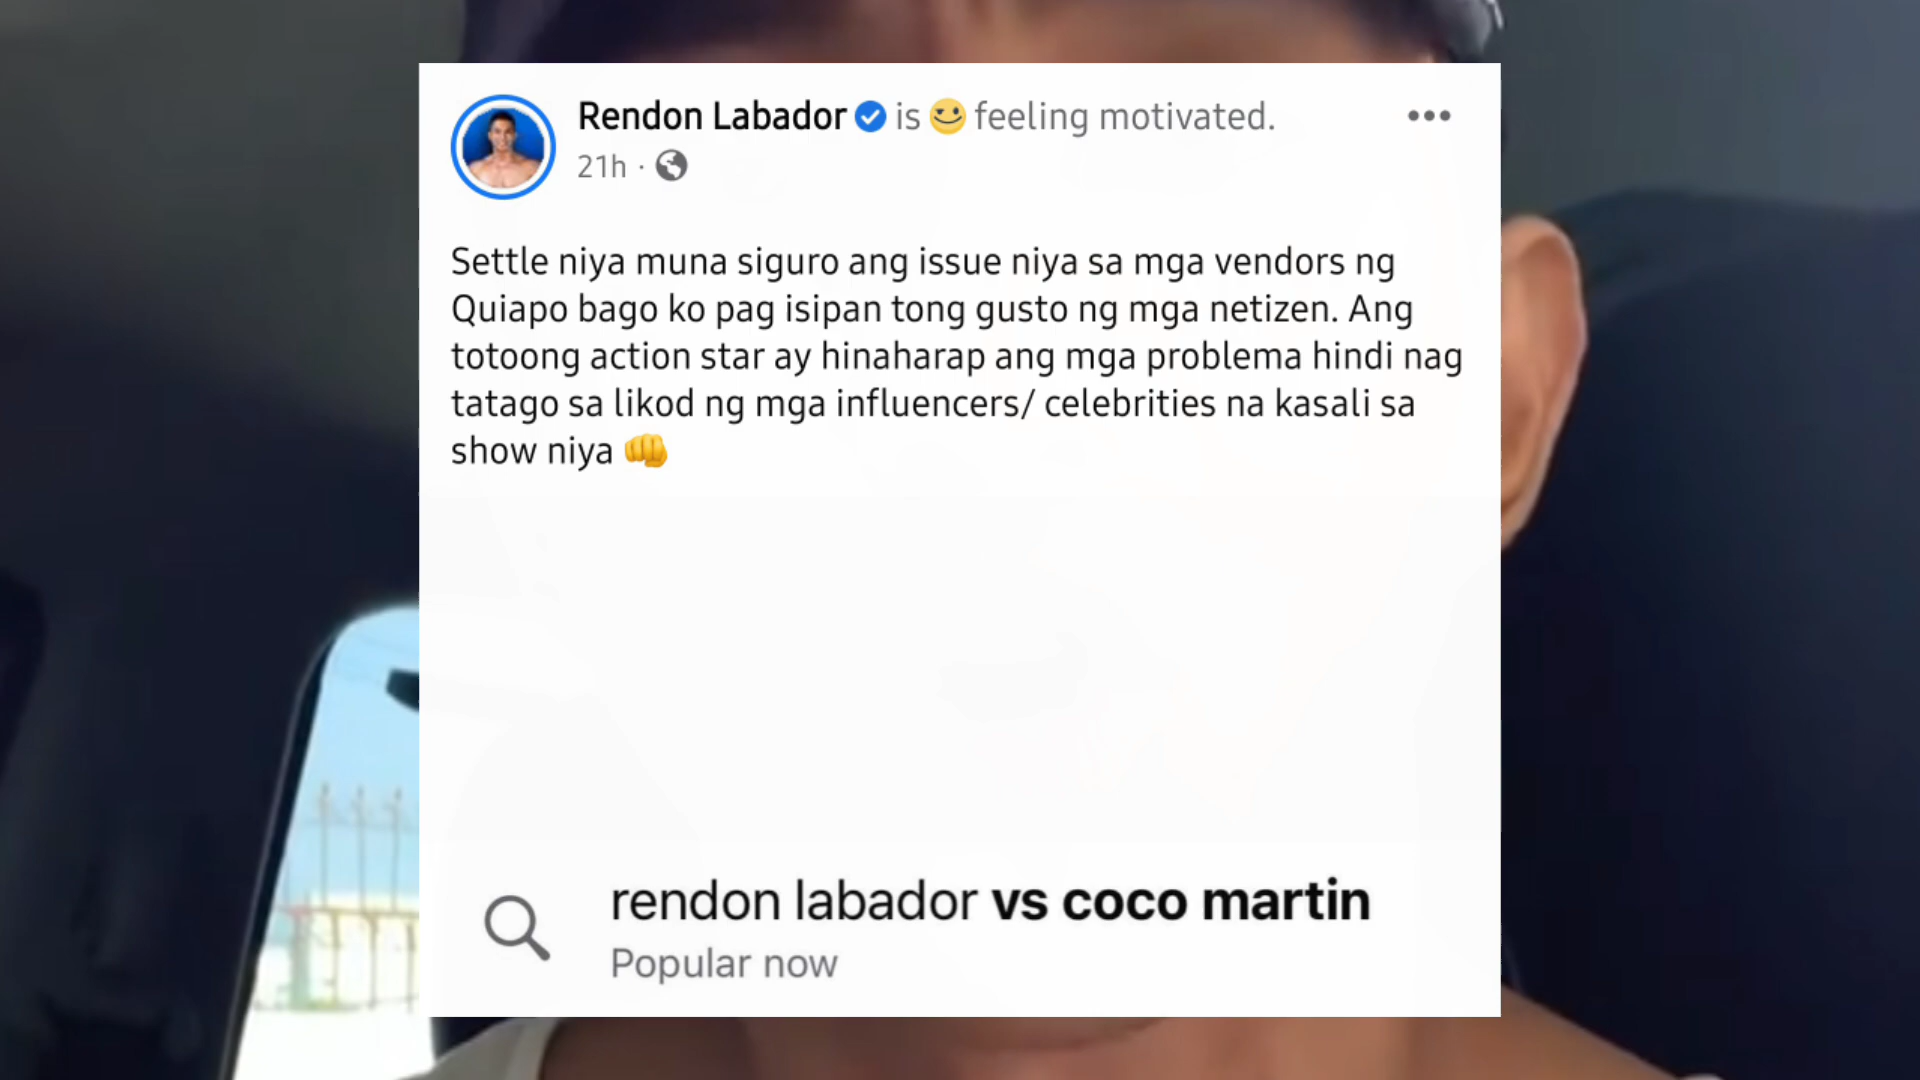 Rendon Labador is feeling motivated.
21h ·
Settle niya muna siguro ang issue niya sa mga vendors ng
Quiapo bago ko pag isipan tong gusto ng mga netizen. Ang
totoong action star ay hinaharap ang mga problema hindi nag
tatago sa likod ng mga influencers/ celebrities na kasali sa
show niya 👊
rendon labador vs coco martin
Popular now